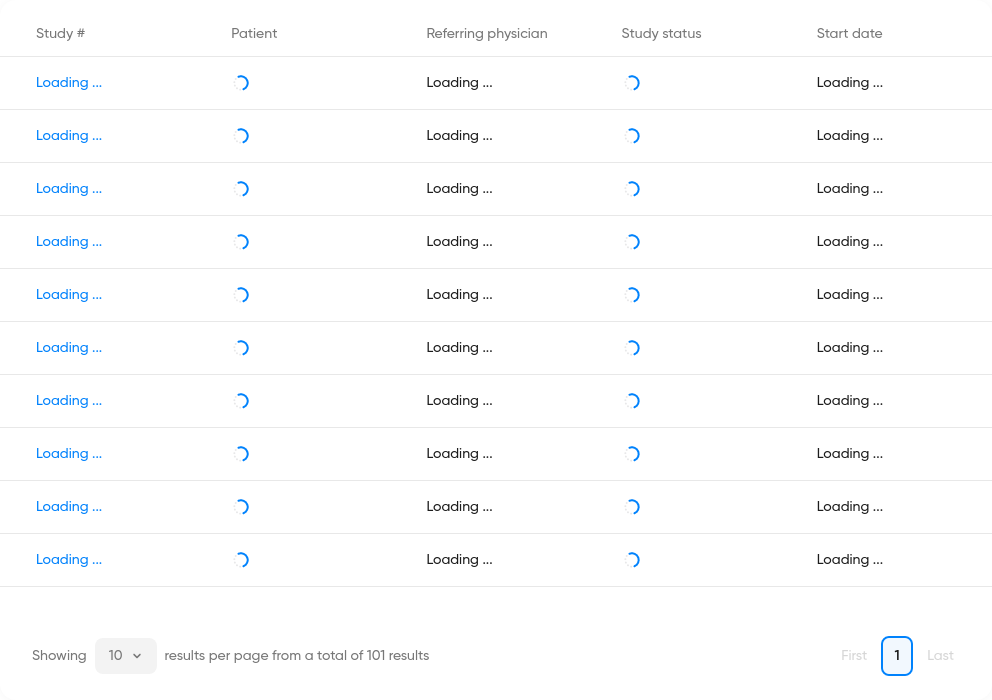 Study # Patient Referring physician Study status Start date
Loading ... Loading ... Loading ...
Loading ... Loading ... Loading ...
Loading ... Loading ... Loading ...
Loading ... Loading ... Loading ...
Loading ... Loading ... Loading ...
Loading ... Loading ... Loading ...
Loading ... Loading ... Loading ...
Loading ... Loading ... Loading ...
Loading ... Loading ... Loading ...
Loading ... Loading ... Loading ...
Showing 10 results per page from a total of 101 results First 1 Last